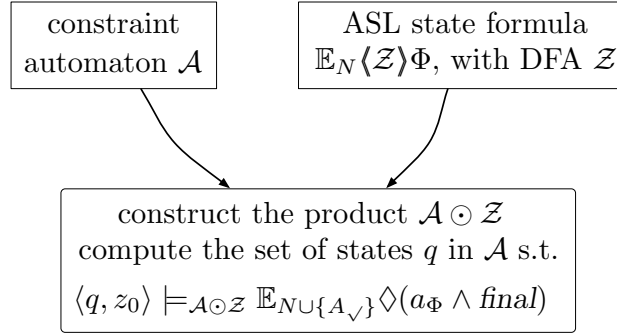 constraint
automaton 𝒜
ASL state formula
𝔼_N⟪𝒵⟫Φ, with DFA 𝒵
construct the product 𝒜 ⊙ 𝒵
compute the set of states q in 𝒜 s.t.
⟨q, z₀⟩ ⊨_{𝒜⊙𝒵} 𝔼_{N∪{A_√}}◊(a_Φ ∧ final)